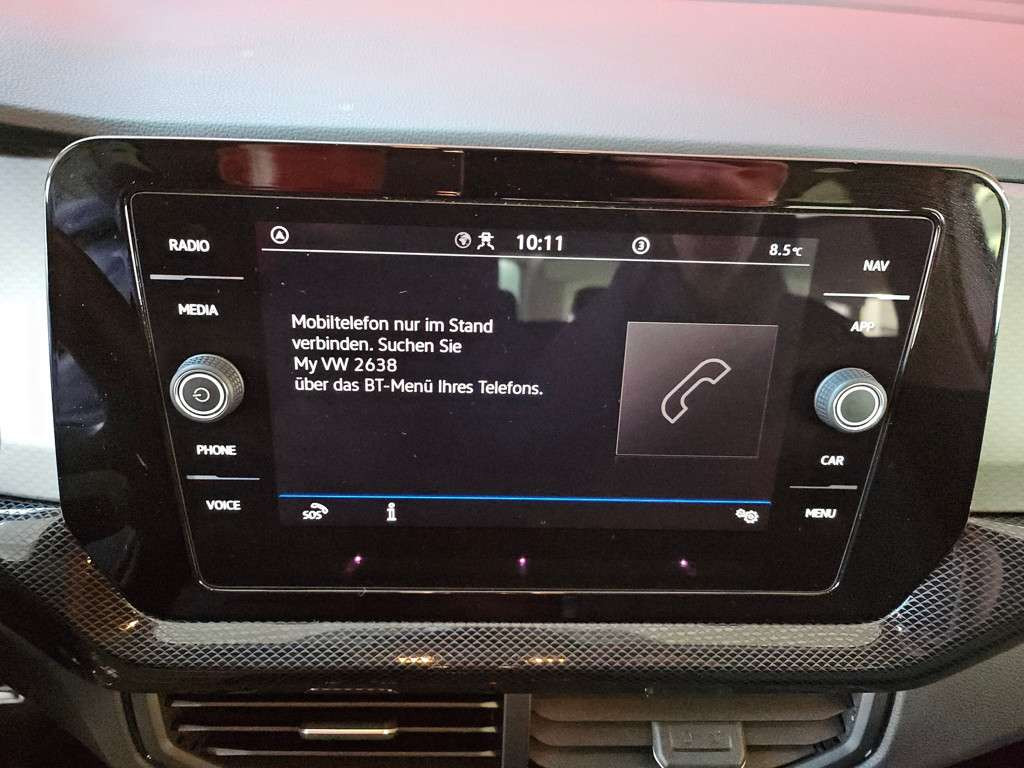 RADIO
MEDIA
PHONE
VOICE
10:11
3
8.5°C
Mobiltelefon nur im Stand
verbinden. Suchen Sie
My VW 2638
über das BT-Menü Ihres Telefons.
SOS
i
NAV
APP
CAR
MENU